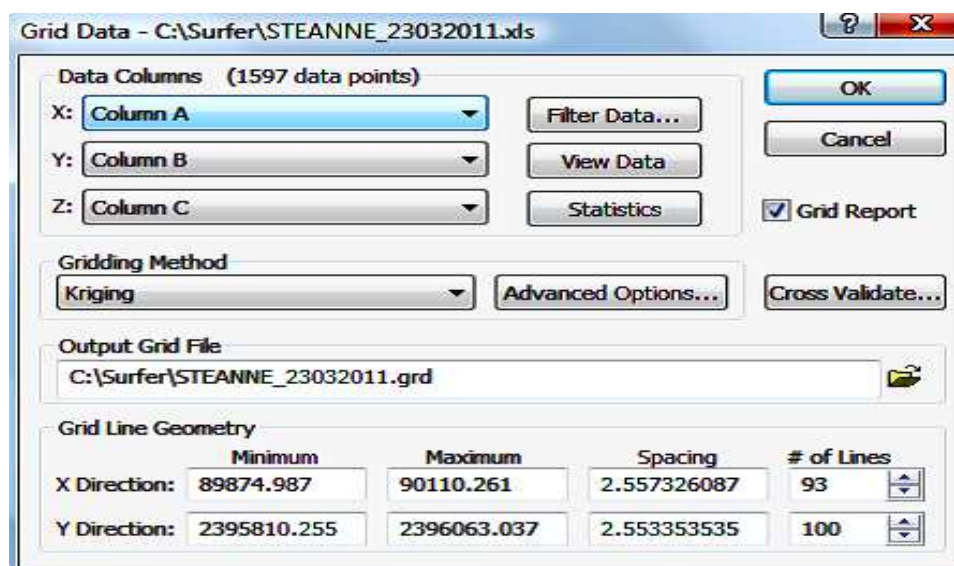 Grid Data - C:\Surfer\STEANNE_23032011.xls
Data Columns (1597 data points)
X: Column A
Filter Data...
Y: Column B
View Data
Z: Column C
Statistics
OK
Cancel
Grid Report
Gridding Method
Kriging
Advanced Options...
Cross Validate...
Output Grid File
C:\Surfer\STEANNE_23032011.grd
Grid Line Geometry
Minimum Maximum Spacing # of Lines
X Direction: 89874.987 90110.261 2.557326087 93
Y Direction: 2395810.255 2396063.037 2.553353535 100